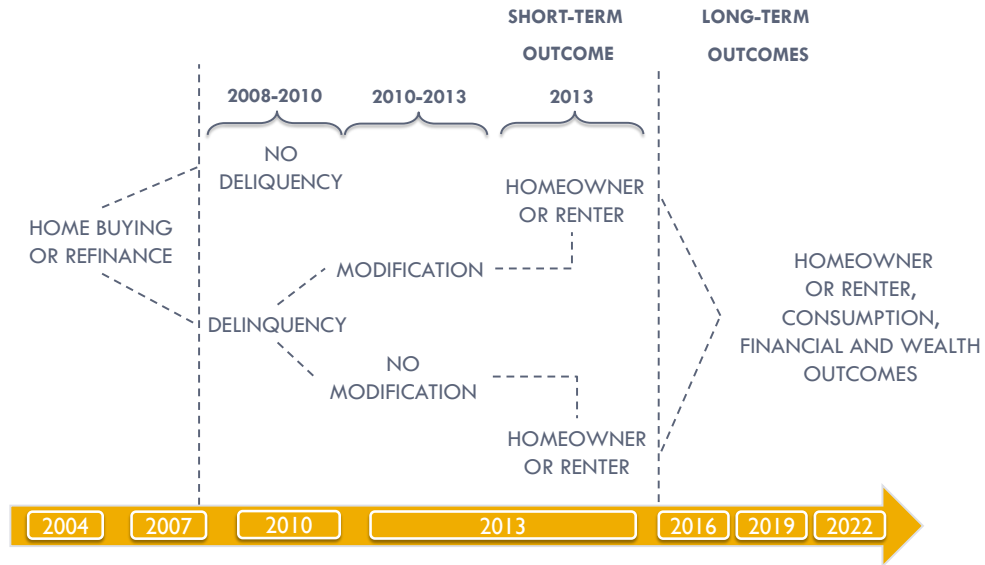 SHORT-TERM
OUTCOME
LONG-TERM
OUTCOMES
2008-2010
2010-2013
2013
NO
DELIQUENCY
HOMEOWNER
OR RENTER
HOME BUYING
OR REFINANCE
MODIFICATION
DELINQUENCY
NO
MODIFICATION
HOMEOWNER
OR RENTER
HOMEOWNER
OR RENTER,
CONSUMPTION,
FINANCIAL AND WEALTH
OUTCOMES
2004
2007
2010
2013
2016
2019
2022